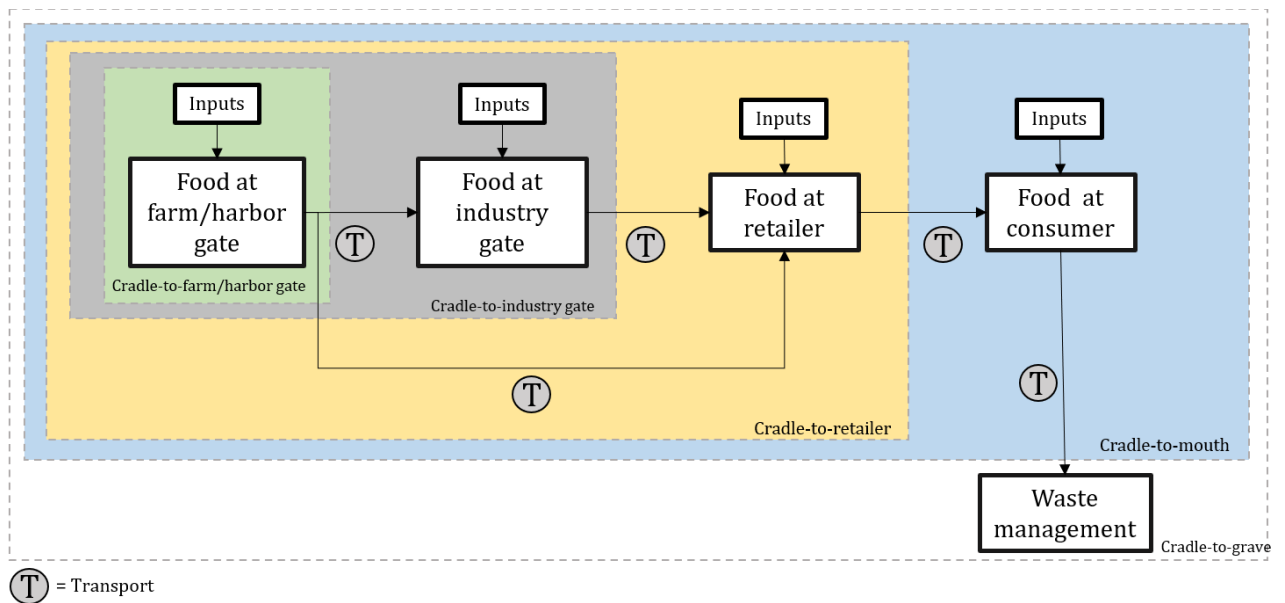 Inputs
Inputs
Inputs
Inputs
Food at
farm/harbor
gate
T
Food at
industry
gate
T
Food at
retailer
T
Food at
consumer
Cradle-to-farm/harbor gate
Cradle-to-industry gate
T
T
Cradle-to-retailer
Cradle-to-mouth
Waste
management
Cradle-to-grave
T = Transport